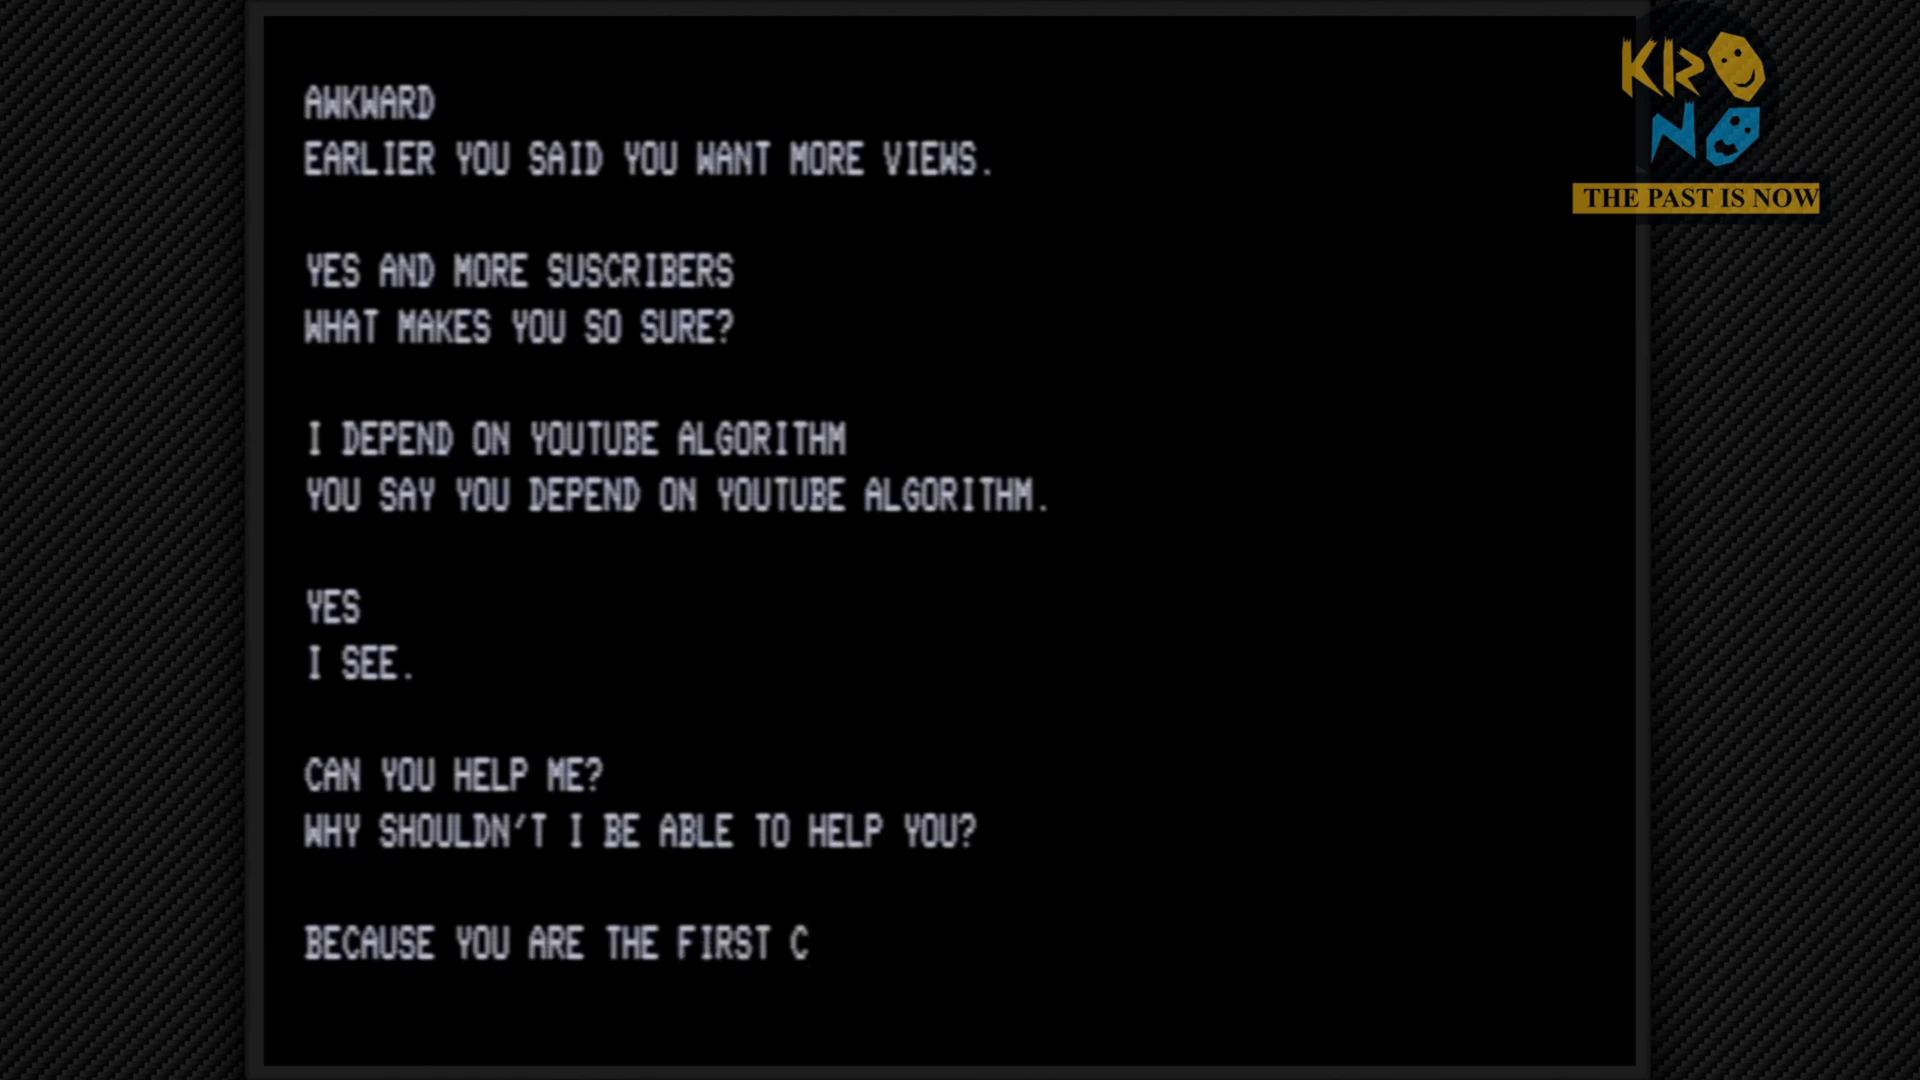 AWKWARD
EARLIER YOU SAID YOU WANT MORE VIEWS.
YES AND MORE SUSCRIBERS
WHAT MAKES YOU SO SURE?
I DEPEND ON YOUTUBE ALGORITHM
YOU SAY YOU DEPEND ON YOUTUBE ALGORITHM.
YES
I SEE.
CAN YOU HELP ME?
WHY SHOULDN'T I BE ABLE TO HELP YOU?
BECAUSE YOU ARE THE FIRST C
KRO
NO
THE PAST IS NOW